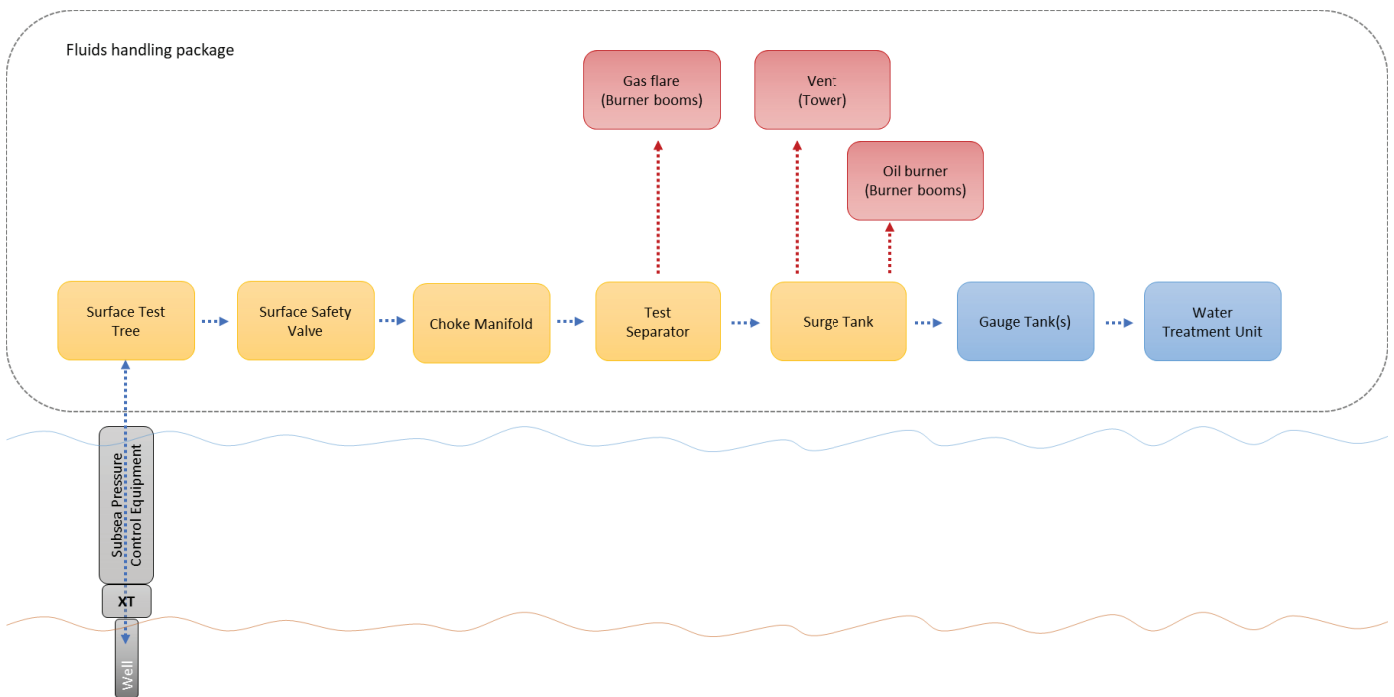 Fluids handling package
Gas flare
(Burner booms)
Vent
(Tower)
Oil burner
(Burner booms)
Surface Test
Tree
Surface Safety
Valve
Choke Manifold
Test
Separator
Surge Tank
Gauge Tank(s)
Water
Treatment Unit
Subsea Pressure
Control Equipment
XT
Well